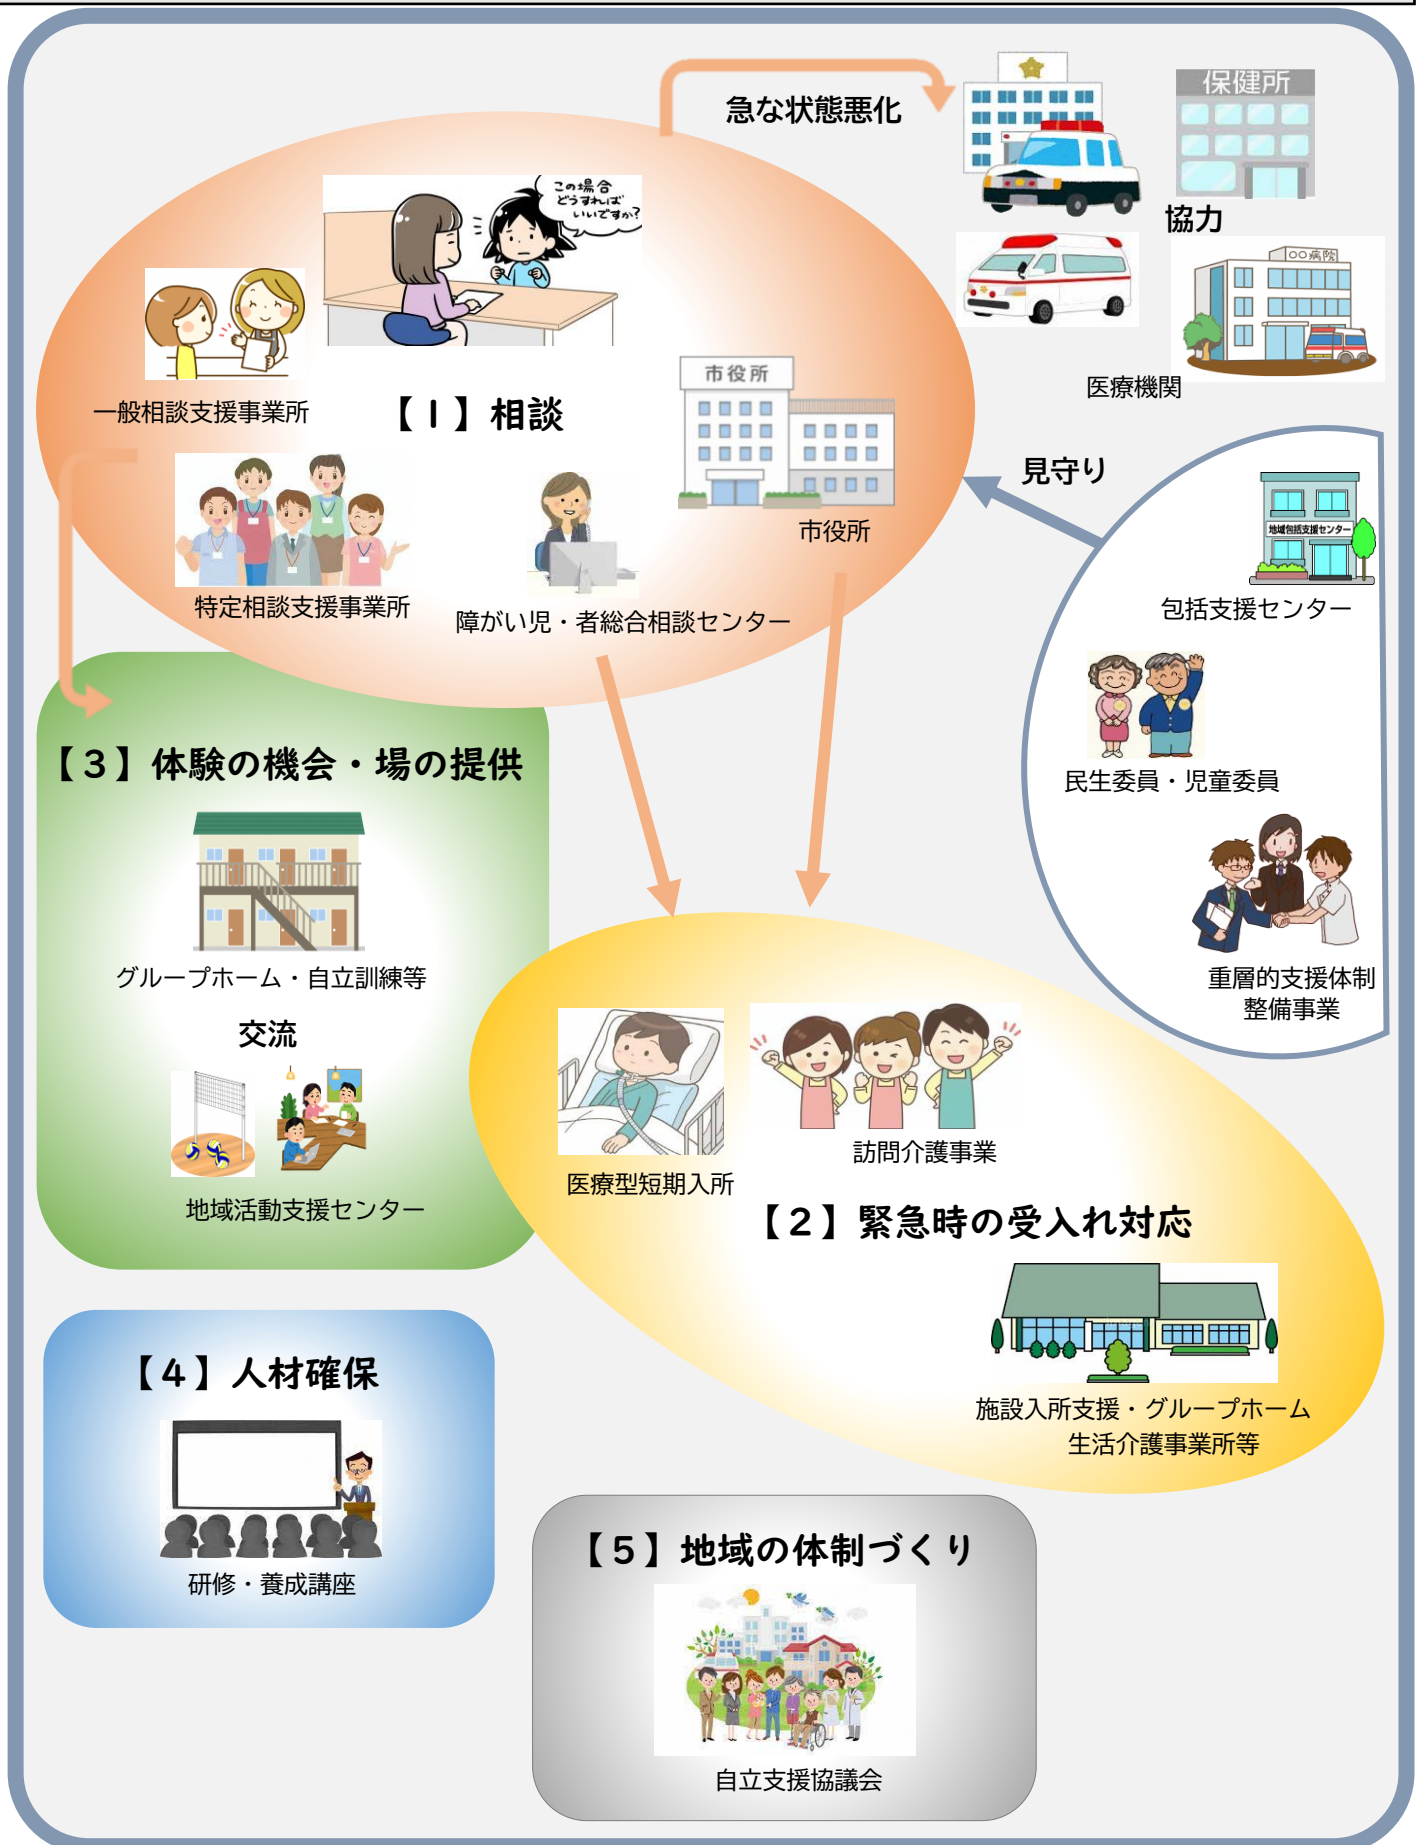 急な状態悪化
保健所
協力
〇〇病院
医療機関
この場合
どうすれば
いいですか?
一般相談支援事業所
【1】相談
市役所
市役所
特定相談支援事業所
障がい児・者総合相談センター
見守り
地域包括支援センター
包括支援センター
民生委員・児童委員
重層的支援体制
整備事業
【3】体験の機会・場の提供
グループホーム・自立訓練等
交流
地域活動支援センター
医療型短期入所
訪問介護事業
【2】緊急時の受入れ対応
施設入所支援・グループホーム
生活介護事業所等
【4】人材確保
研修・養成講座
【5】地域の体制づくり
自立支援協議会